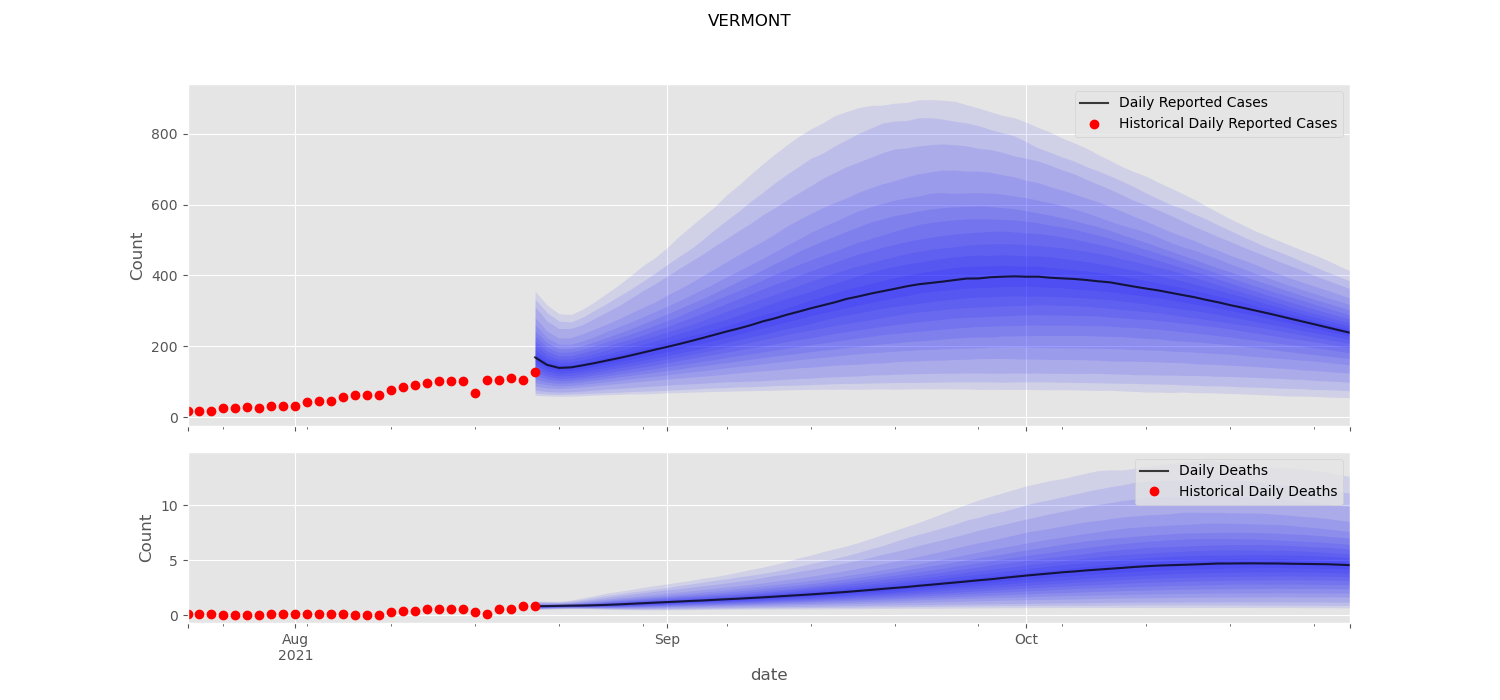 VERMONT
Daily Reported Cases
Historical Daily Reported Cases
Count
800
600
400
200
0
Daily Deaths
Historical Daily Deaths
Count
10
5
0
Aug
2021
Sep
Oct
date